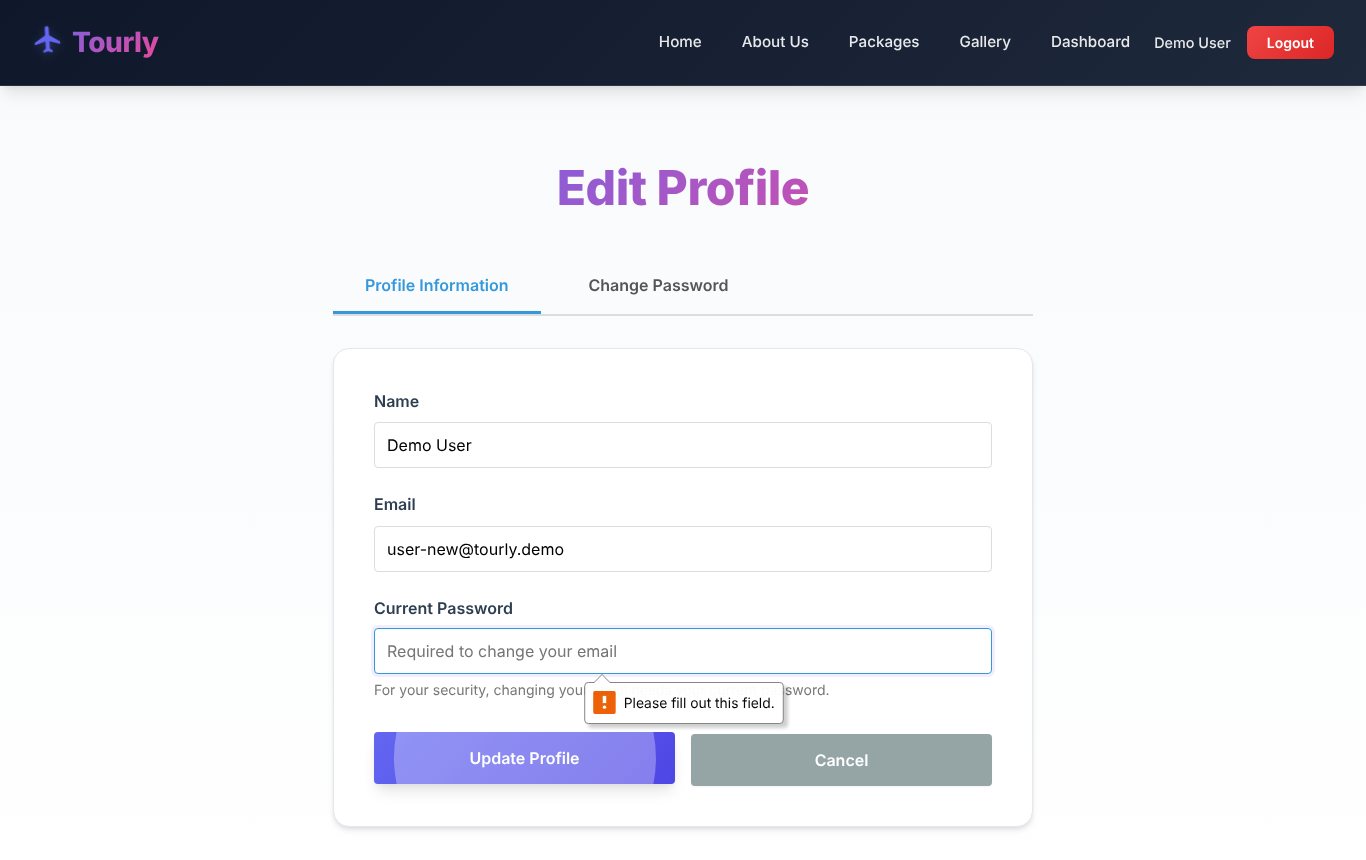 Tourly
Home About Us Packages Gallery Dashboard Demo User Logout
Edit Profile
Profile Information Change Password
Name
Demo User
Email
user-new@tourly.demo
Current Password
Required to change your email
For your security, changing you sword.
! Please fill out this field.
Update Profile Cancel